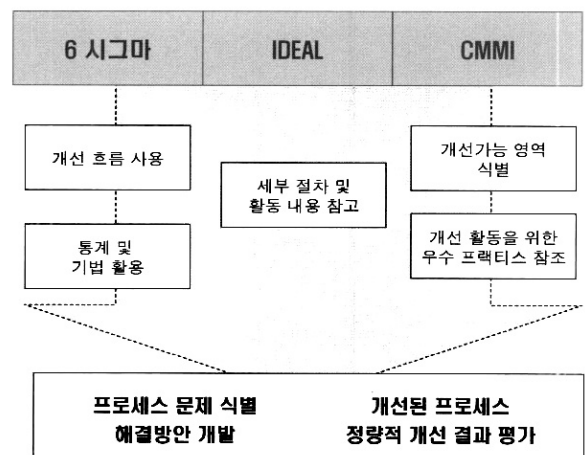 6 시그마
IDEAL
CMMI
개선 흐름 사용
통계 및
기법 활용
세부 절차 및
활동 내용 참고
개선가능 영역
식별
개선 활동을 위한
우수 프랙티스 참조
프로세스 문제 식별
해결방안 개발
개선된 프로세스
정량적 개선 결과 평가